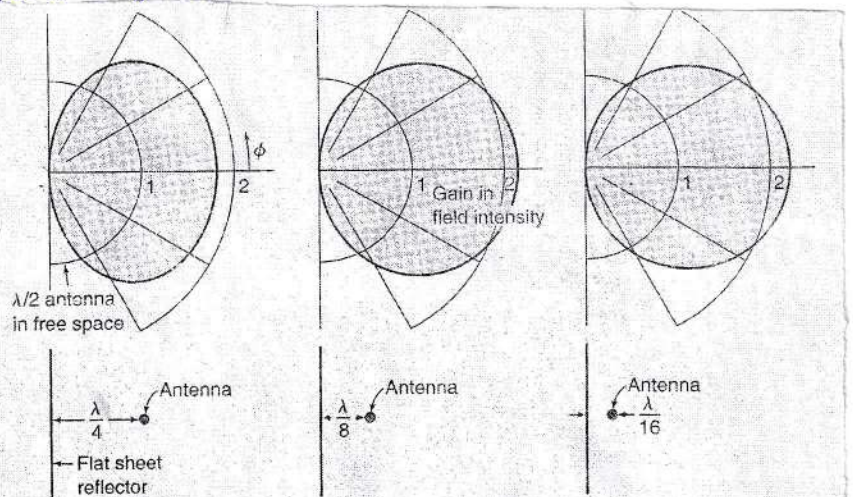 ϕ
1
2
1
2
1
2
Gain in
field intensity
λ/2 antenna
in free space
Antenna
λ
4
Flat sheet
reflector
Antenna
λ
8
Antenna
λ
16